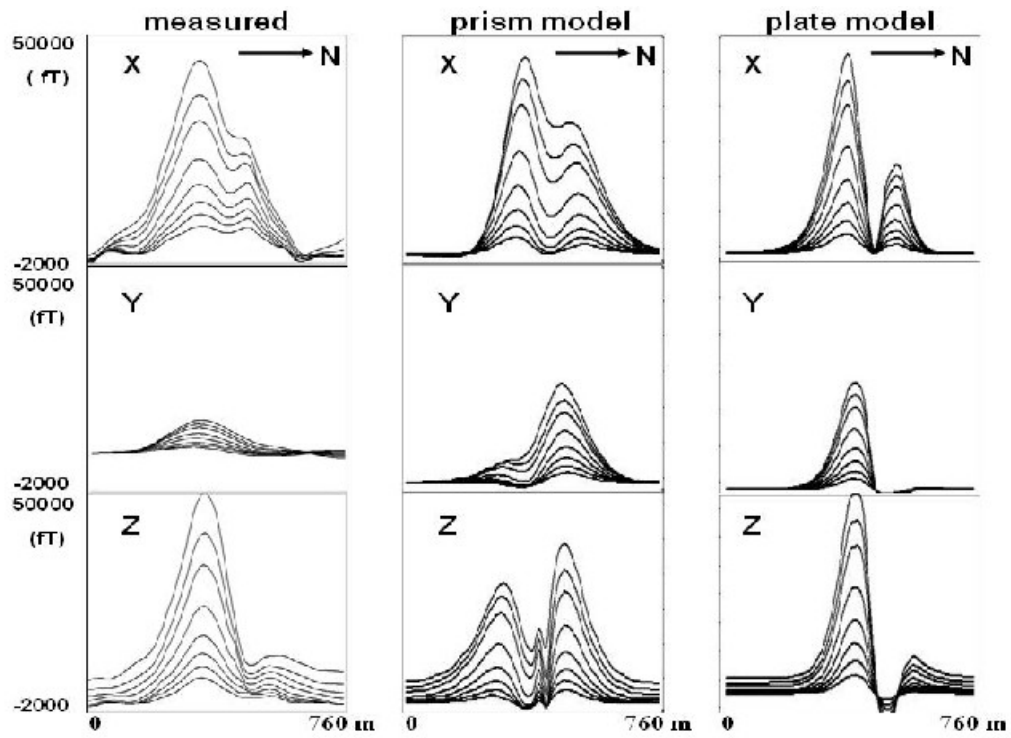 measured prism model plate model
50000
( fT) X N X N X N
-2000
50000
(fT) Y Y Y
-2000
50000
(fT) Z Z Z
-2000
0 760 m 0 760 m 0 760 m